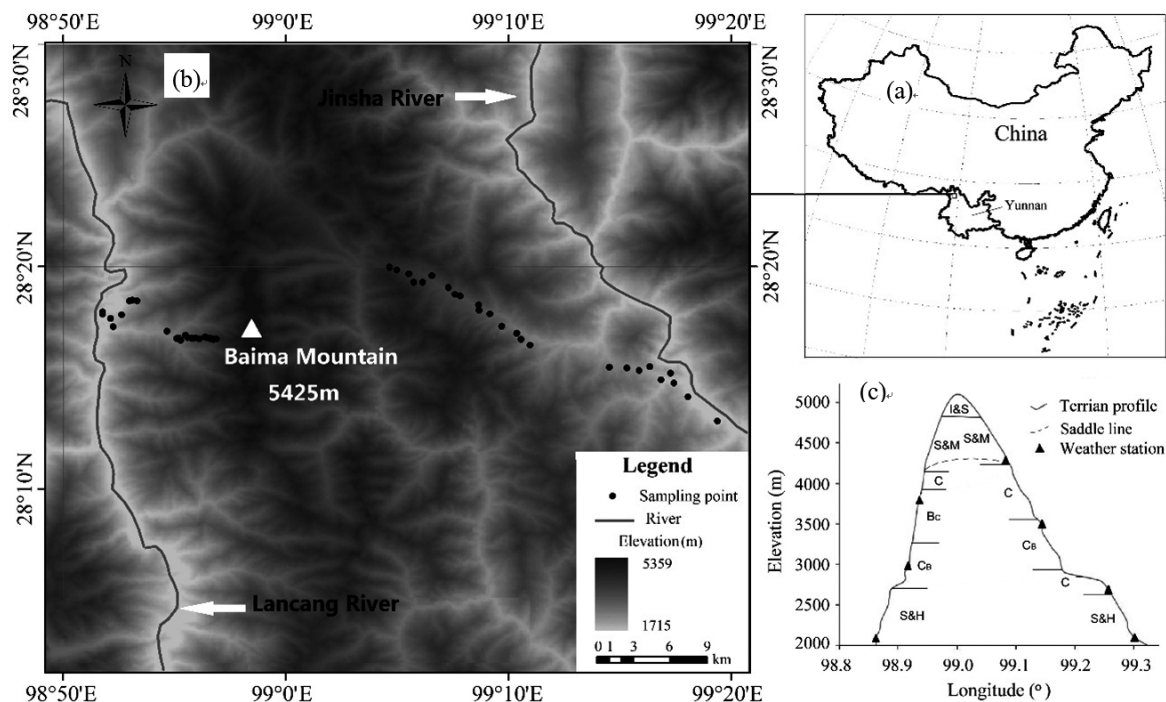 98°50'E 99°0'E 99°10'E 99°20'E
28°30'N
28°20'N
28°10'N
N
(b)
Jinsha River
Baima Mountain
5425m
Lancang River
Legend
Sampling point
River
Elevation (m)
5359
1715
0 1 3 6 9
km
98°50'E 99°0'E 99°10'E 99°20'E
28°30'N
28°20'N
(a)
China
Yunnan
(c)
Terrian profile
Saddle line
Weather station
I&S
S&M S&M
C C
Bc
CB CB
C
S&H S&H
5000
4500
4000
3500
3000
2500
2000
Elevation (m)
98.8 98.9 99.0 99.1 99.2 99.3
Longitude (°)